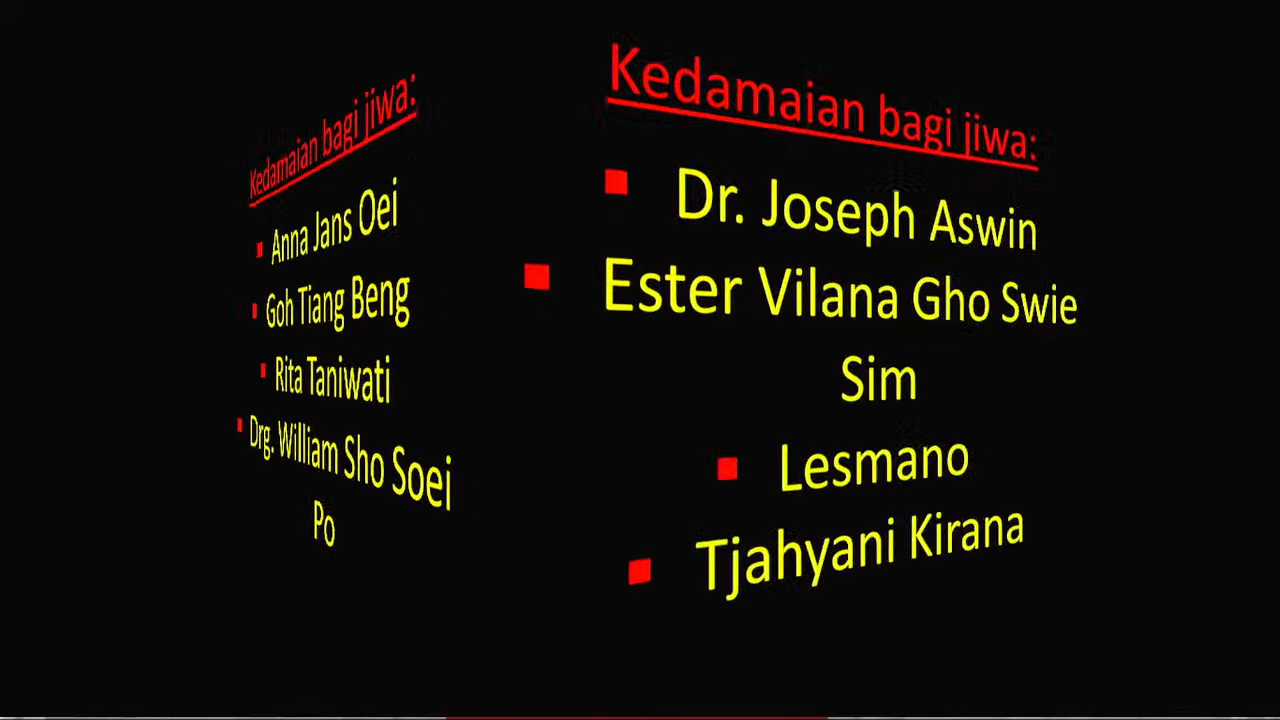 Kedamaian bagi jiwa:
▪ Anna Jans Oei
▪ Goh Tiang Beng
▪ Rita Taniwati
▪ Drg. William Sho Soei
Po
Kedamaian bagi jiwa:
▪ Dr. Joseph Aswin
▪ Ester Vilana Gho Swie
Sim
▪ Lesmano
▪ Tjahyani Kirana